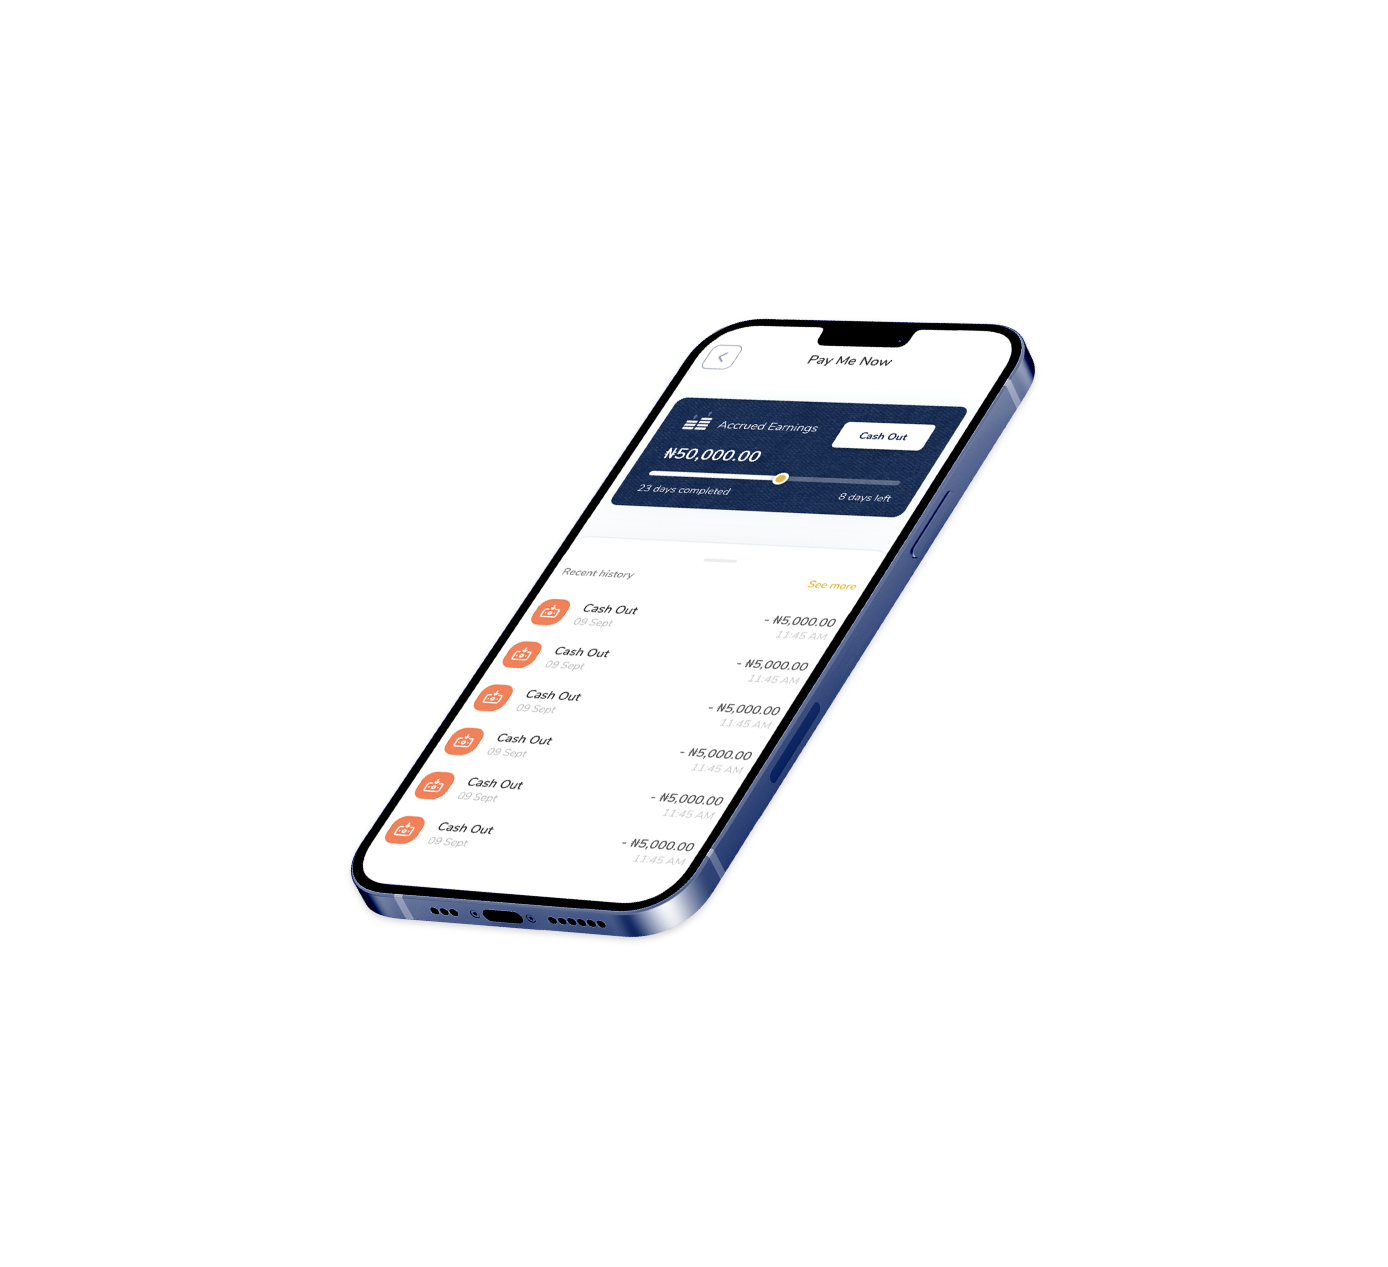 Pay Me Now
Accrued Earnings
Cash Out
₦50,000.00
23 days completed
8 days left
Recent history
See more
Cash Out
- ₦5,000.00
09 Sept
11:45 AM
Cash Out
- ₦5,000.00
09 Sept
11:45 AM
Cash Out
- ₦5,000.00
09 Sept
11:45 AM
Cash Out
- ₦5,000.00
09 Sept
11:45 AM
Cash Out
- ₦5,000.00
09 Sept
11:45 AM
Cash Out
- ₦5,000.00
09 Sept
11:45 AM